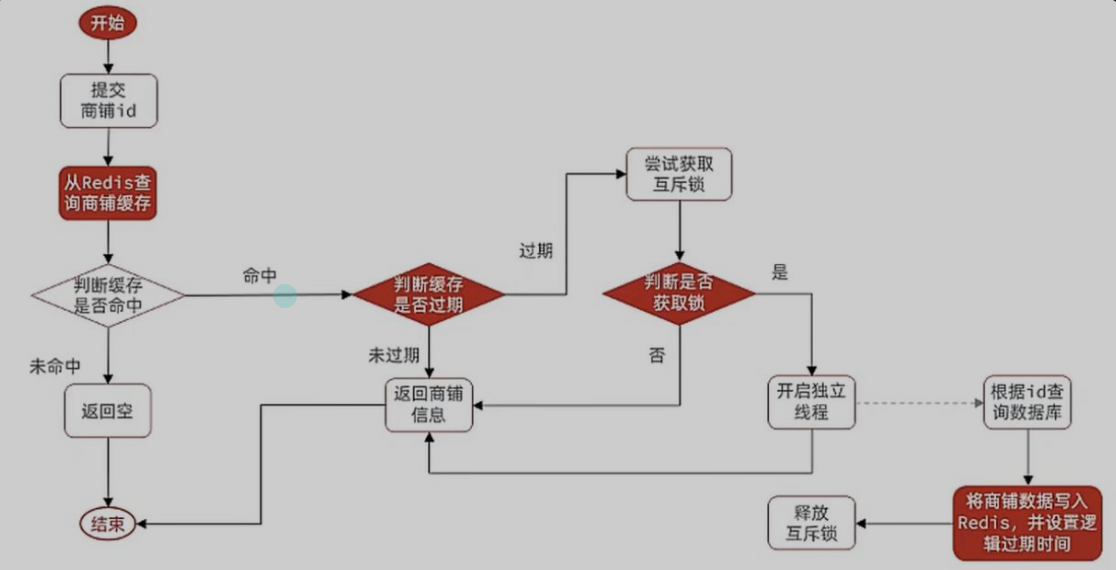 开始
提交
商铺id
从Redis查
询商铺缓存
判断缓存
是否命中
命中
未命中
返回空
结束
判断缓存
是否过期
过期
未过期
返回商铺
信息
尝试获取
互斥锁
判断是否
获取锁
是
否
开启独立
线程
根据id查
询数据库
将商铺数据写入
Redis，并设置逻
辑过期时间
释放
互斥锁